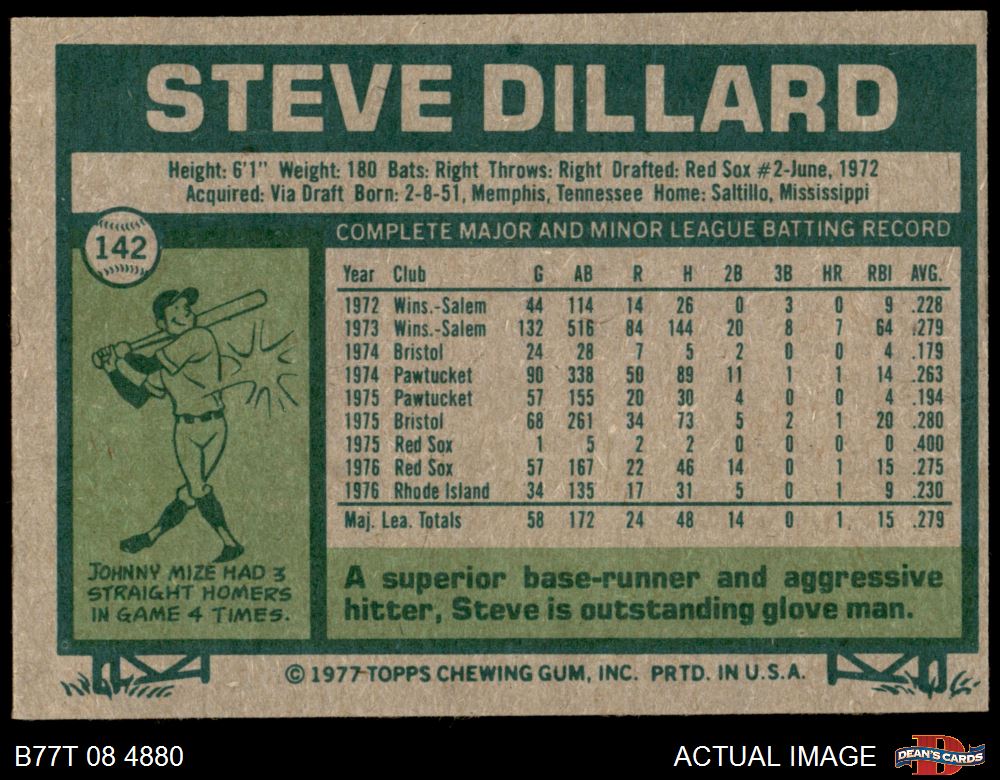 STEVE DILLARD
Height: 6'1" Weight: 180 Bats: Right Throws: Right Drafted: Red Sox #2-June, 1972
Acquired: Via Draft Born: 2-8-51, Memphis, Tennessee Home: Saltillo, Mississippi
142
COMPLETE MAJOR AND MINOR LEAGUE BATTING RECORD
Year Club G AB R H 2B 3B HR RBI AVG.
1972 Wins.-Salem 44 114 14 26 0 3 0 9 .228
1973 Wins.-Salem 132 516 84 144 20 8 7 64 .279
1974 Bristol 24 28 7 5 2 0 0 4 .179
1974 Pawtucket 90 338 50 89 11 1 1 14 .263
1975 Pawtucket 57 155 20 30 4 0 0 4 .194
1975 Bristol 68 261 34 73 5 2 1 20 .280
1975 Red Sox 1 5 2 2 0 0 0 0 .400
1976 Red Sox 57 167 22 46 14 0 1 15 .275
1976 Rhode Island 34 135 17 31 5 0 1 9 .230
Maj. Lea. Totals 58 172 24 48 14 0 1 15 .279
JOHNNY MIZE HAD 3
STRAIGHT HOMERS
IN GAME 4 TIMES.
A superior base-runner and aggressive
hitter, Steve is outstanding glove man.
© 1977 TOPPS CHEWING GUM, INC. PRTD. IN U.S.A.
B77T 08 4880
ACTUAL IMAGE
D
DEAN'S CARDS